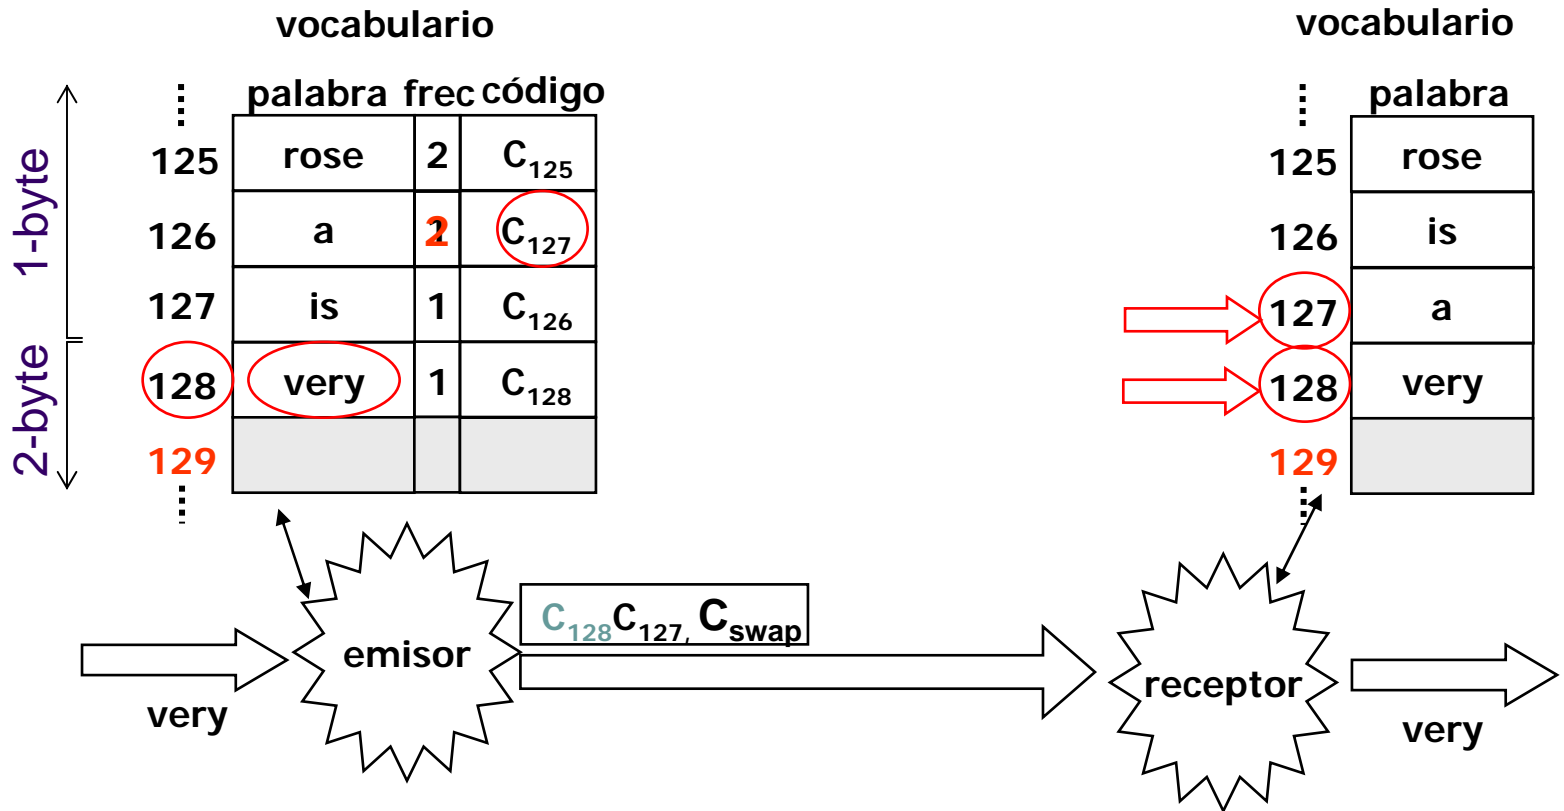 vocabulario
vocabulario
palabra frec código
palabra
1-byte
125 rose 2 C125
125 rose
126 a 2 C127
126 is
127 is 1 C126
127 a
2-byte
128 very 1 C128
128 very
129
129
C128C127, Cswap
emisor
receptor
very
very